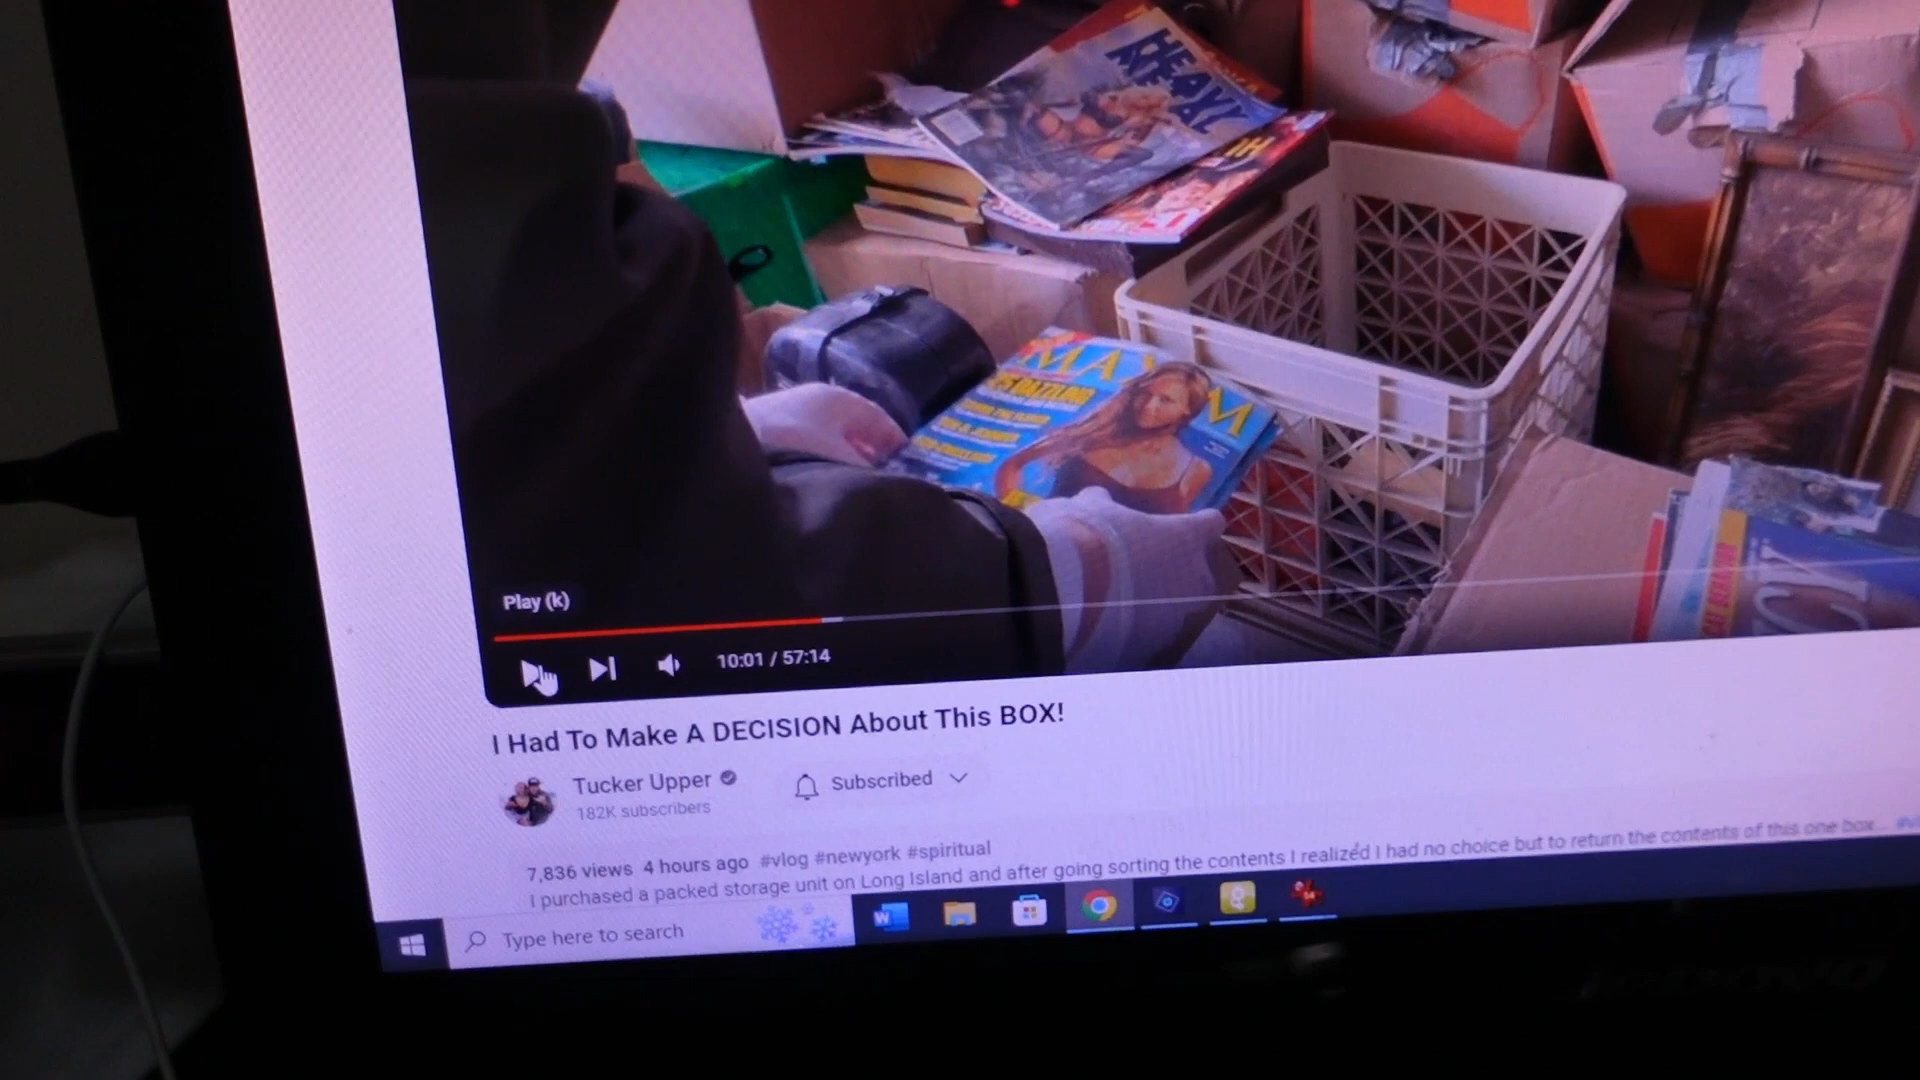 HEAVY
METAL
MAXIM
25 DAZZLING
Play (k)
10:01 / 57:14
I Had To Make A DECISION About This BOX!
Tucker Upper
182K subscribers
Subscribed
7,836 views 4 hours ago #vlog #newyork #spiritual
I purchased a packed storage unit on Long Island and after going sorting the contents I realized I had no choice but to return the contents of this one box...
Type here to search